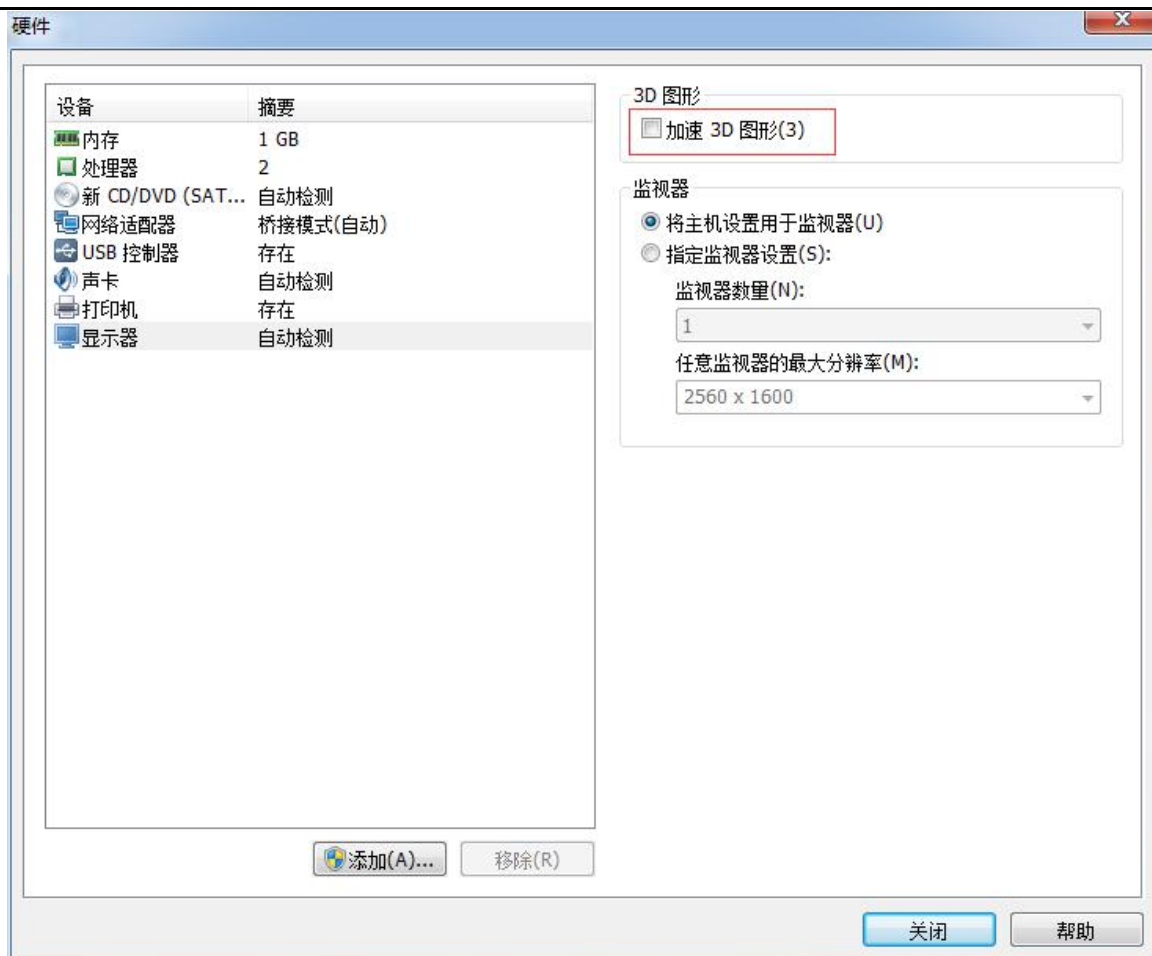 硬件
设备 摘要
内存 1 GB
处理器 2
新 CD/DVD (SAT... 自动检测
网络适配器 桥接模式(自动)
USB 控制器 存在
声卡 自动检测
打印机 存在
显示器 自动检测
添加(A)... 移除(R)
3D 图形
加速 3D 图形(3)
监视器
将主机设置用于监视器(U)
指定监视器设置(S):
监视器数量(N):
1
任意监视器的最大分辨率(M):
2560 x 1600
关闭 帮助